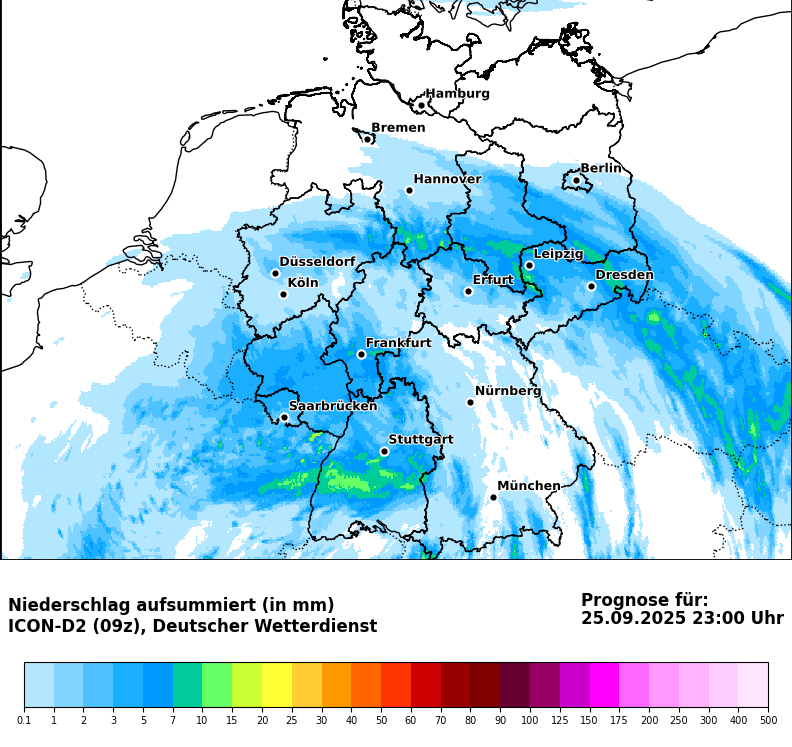 Hamburg
Bremen
Berlin
Hannover
Leipzig
Düsseldorf
Dresden
Köln
Erfurt
Frankfurt
Nürnberg
Saarbrücken
Stuttgart
München
Niederschlag aufsummiert (in mm)
ICON-D2 (09z), Deutscher Wetterdienst
Prognose für:
25.09.2025 23:00 Uhr
0.1 1 2 3 5 7 10 15 20 25 30 40 50 60 70 80 90 100 125 150 175 200 250 300 400 500